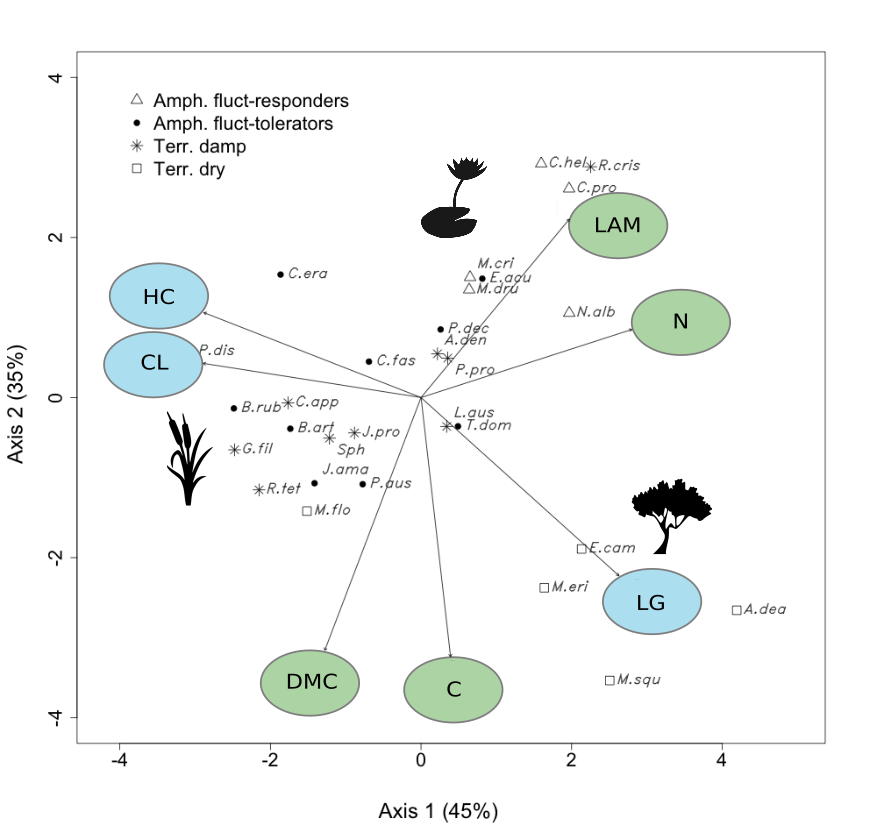 4
2
0
-2
-4
Axis 2 (35%)
Amph. fluct-responders
Amph. fluct-tolerators
Terr. damp
Terr. dry
C.hel
R.cris
C.pro
LAM
M.cri
E.acu
M.dru
C.era
HC
N.alb
N
P.dec
A.den
P.pro
P.dis
CL
C.fas
B.rub
C.app
L.aus
T.dom
B.art
J.pro
Sph
G.fil
J.ama
R.tet
P.aus
M.flo
E.cam
M.eri
LG
A.dea
M.squ
DMC
C
-4
-2
0
2
4
Axis 1 (45%)